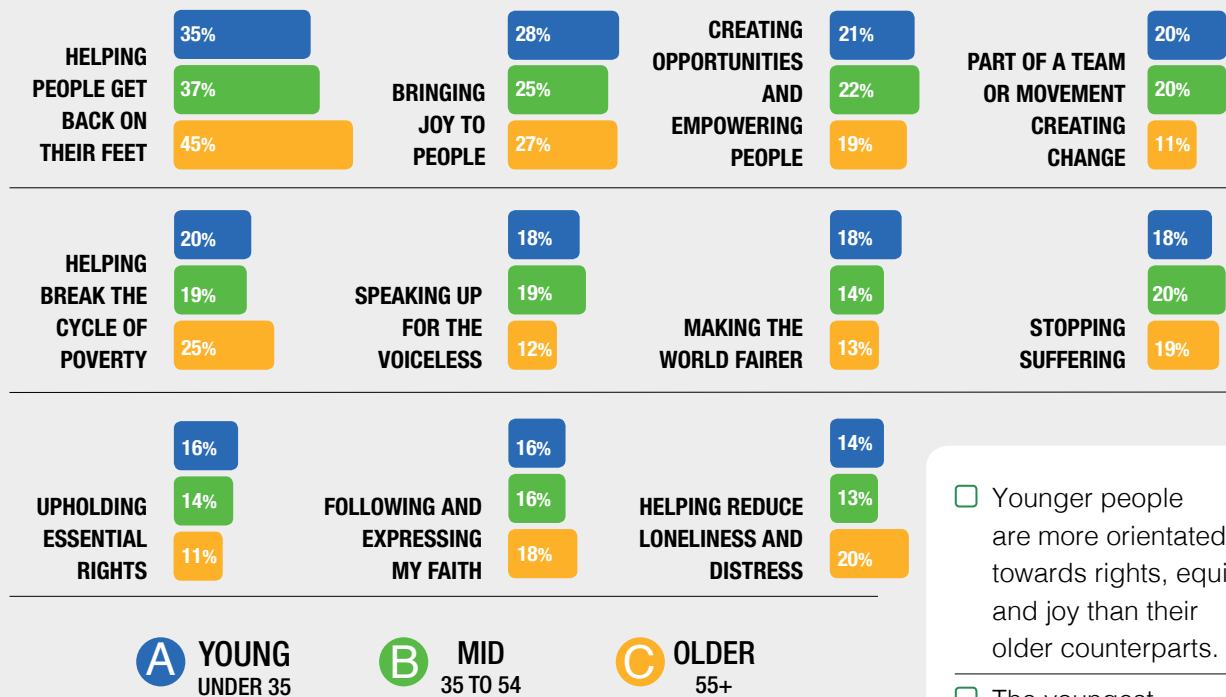 HELPING
PEOPLE GET
BACK ON
THEIR FEET
35%
37%
45%
BRINGING
JOY TO
PEOPLE
28%
25%
27%
CREATING
OPPORTUNITIES
AND
EMPOWERING
PEOPLE
21%
22%
19%
PART OF A TEAM
OR MOVEMENT
CREATING
CHANGE
20%
20%
11%
HELPING
BREAK THE
CYCLE OF
POVERTY
20%
19%
25%
SPEAKING UP
FOR THE
VOICELESS
18%
19%
12%
MAKING THE
WORLD FAIRER
18%
14%
13%
STOPPING
SUFFERING
18%
20%
19%
UPHOLDING
ESSENTIAL
RIGHTS
16%
14%
11%
FOLLOWING AND
EXPRESSING
MY FAITH
16%
16%
18%
HELPING REDUCE
LONELINESS AND
DISTRESS
14%
13%
20%
A YOUNG
UNDER 35
B MID
35 TO 54
C OLDER
55+
Younger people
are more orientated
towards rights, equi
and joy than their
older counterparts.
The youngest